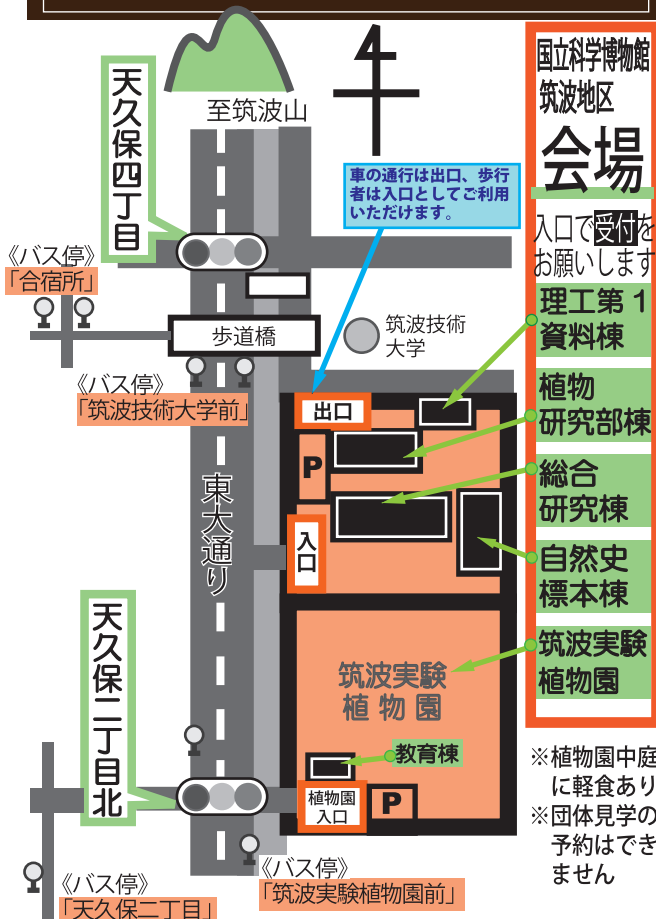 至筑波山
天久保四丁目
車の通行は出口、歩行
者は入口としてご利用
いただけます。
《バス停》
「合宿所」
歩道橋
筑波技術
大学
《バス停》
「筑波技術大学前」
出口
P
入口
東大通り
筑波実験
植物園
教育棟
植物園
入口
P
天久保二丁目北
《バス停》
「天久保二丁目」
《バス停》
「筑波実験植物園前」
国立科学博物館
筑波地区
会場
入口で受付を
お願いします
理工第1
資料棟
植物
研究部棟
総合
研究棟
自然史
標本棟
筑波実験
植物園
※植物園中庭
に軽食あり
※団体見学の
予約はでき
ません